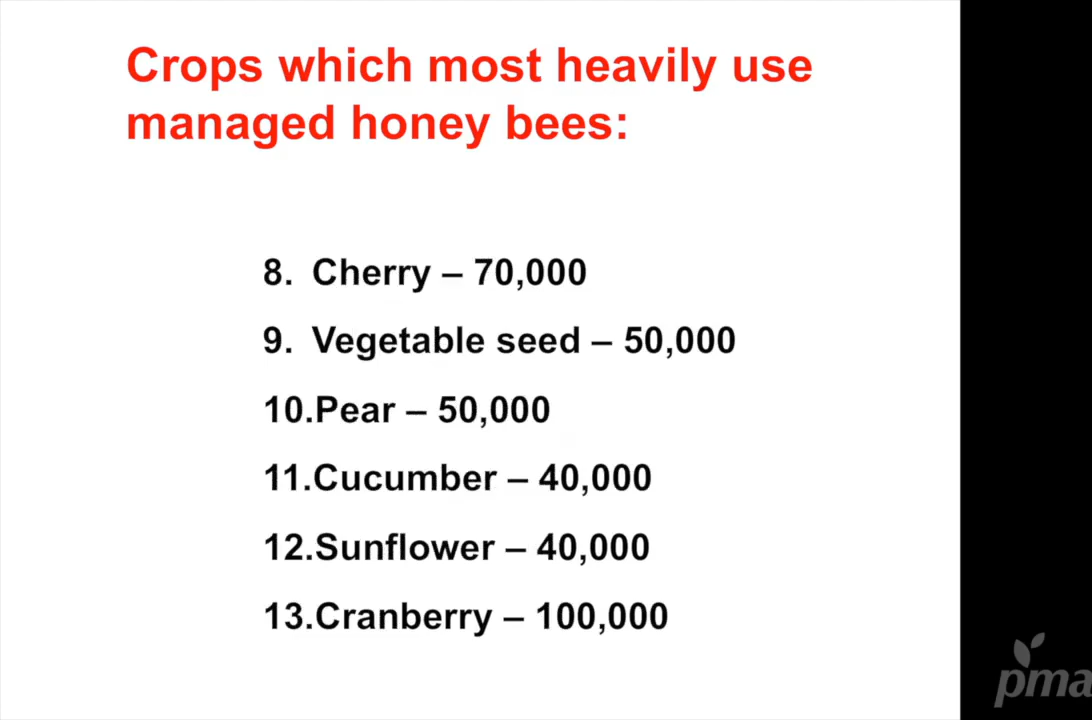 Crops which most heavily use
managed honey bees:
8. Cherry – 70,000
9. Vegetable seed – 50,000
10.Pear – 50,000
11.Cucumber – 40,000
12.Sunflower – 40,000
13.Cranberry – 100,000
pma